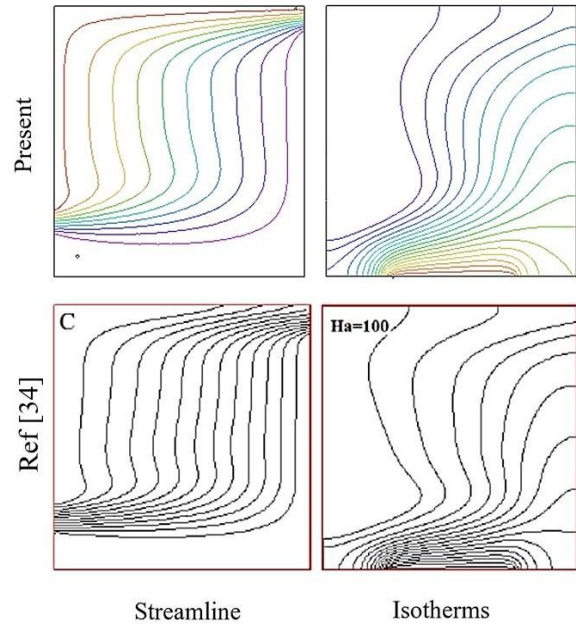 Present
C
Ha=100
Ref [34]
Streamline
Isotherms